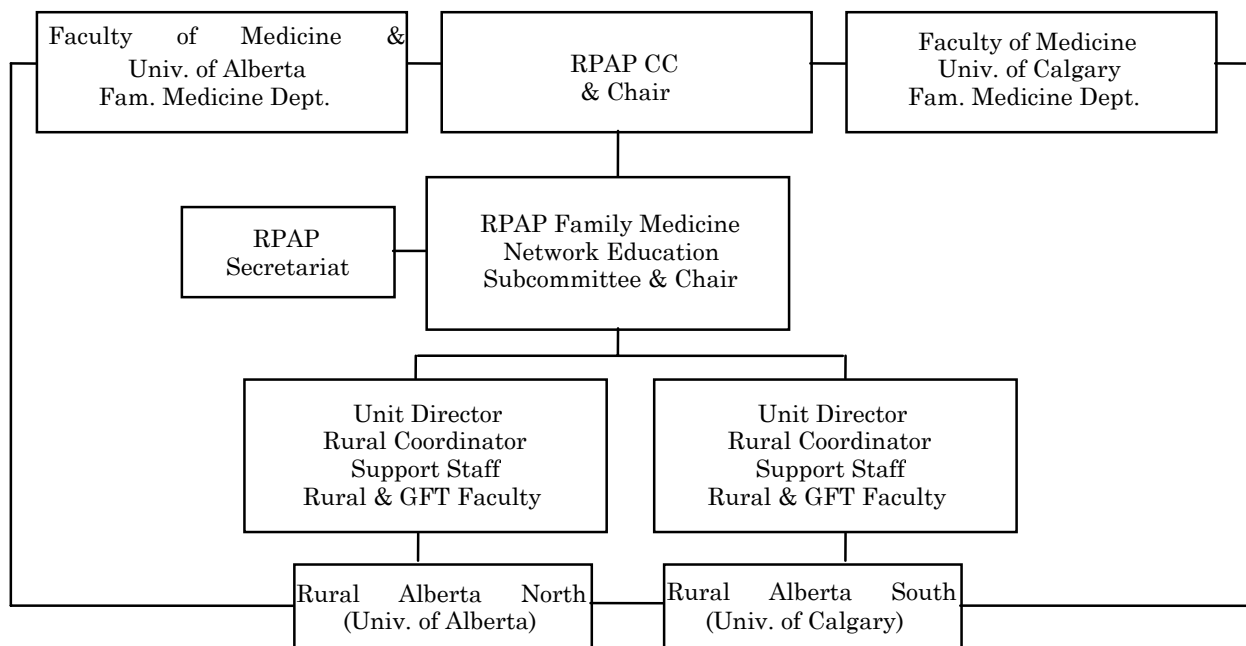 Faculty of Medicine &
Univ. of Alberta
Fam. Medicine Dept.
RPAP CC
& Chair
Faculty of Medicine
Univ. of Calgary
Fam. Medicine Dept.
RPAP
Secretariat
RPAP Family Medicine
Network Education
Subcommittee & Chair
Unit Director
Rural Coordinator
Support Staff
Rural & GFT Faculty
Unit Director
Rural Coordinator
Support Staff
Rural & GFT Faculty
Rural Alberta North
(Univ. of Alberta)
Rural Alberta South
(Univ. of Calgary)